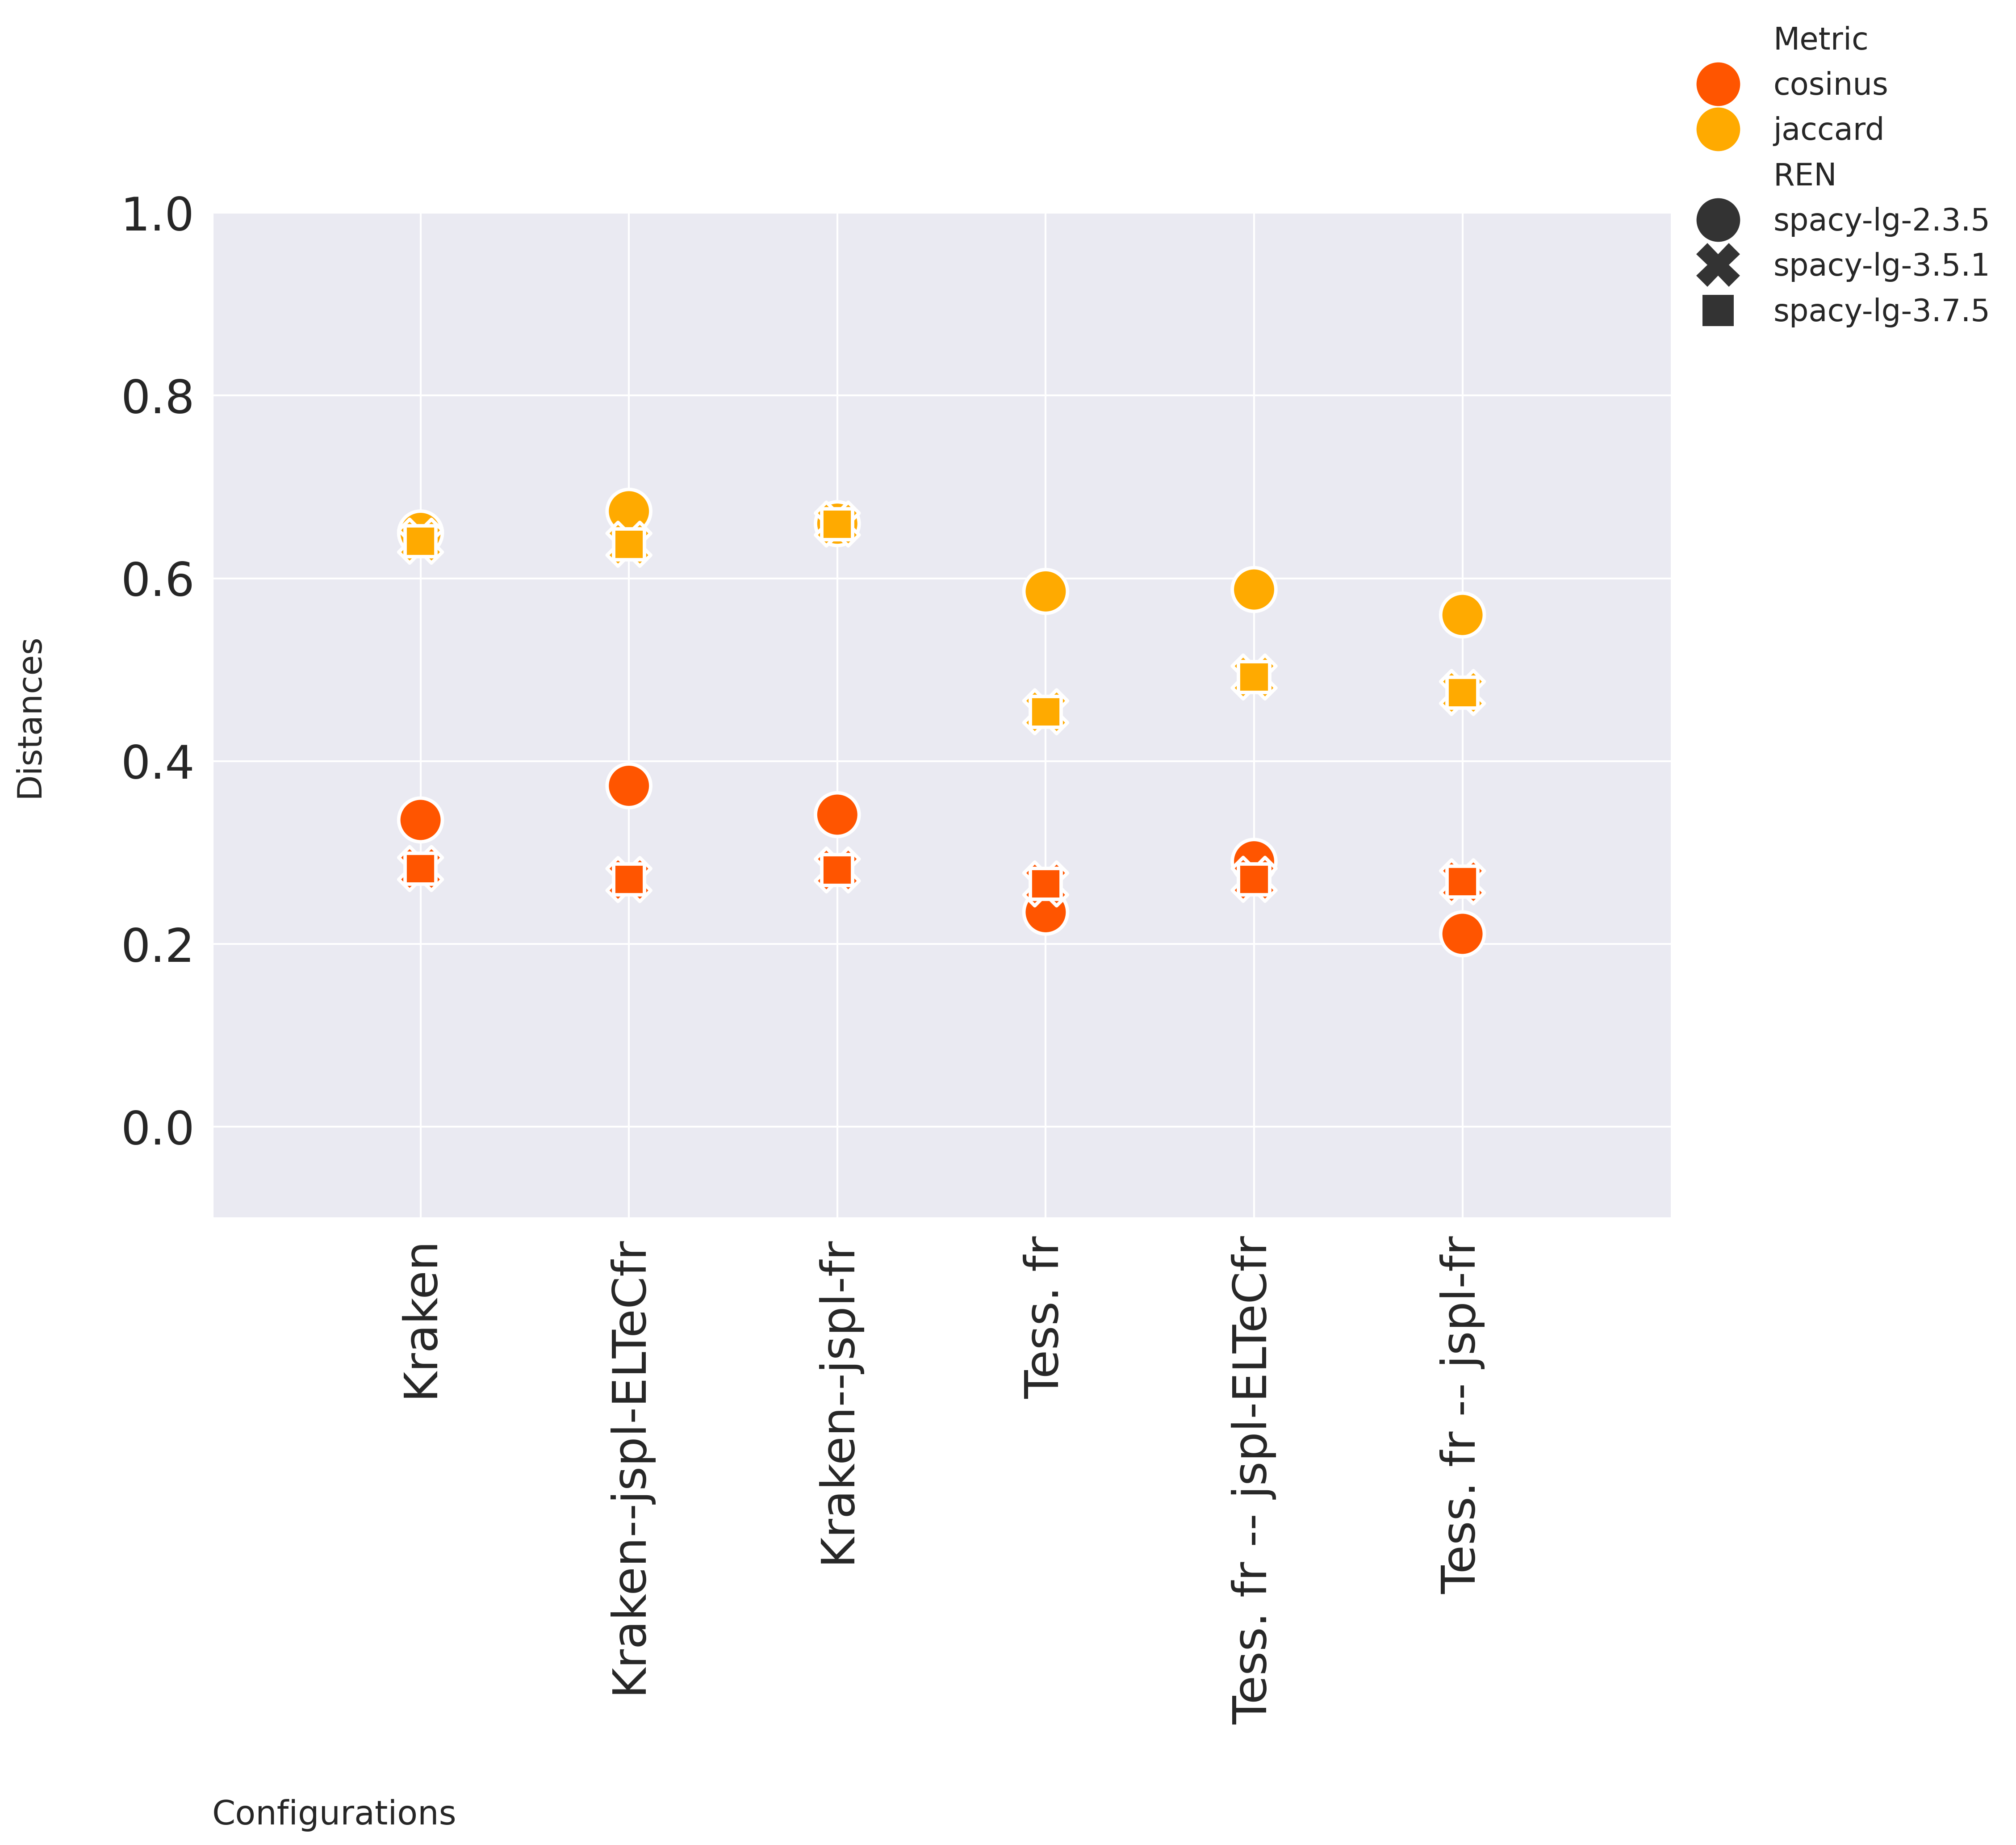 Metric
cosinus
jaccard
REN
spacy-lg-2.3.5
spacy-lg-3.5.1
spacy-lg-3.7.5
1.0
0.8
0.6
0.4
0.2
0.0
Distances
Kraken
Kraken--jspl-ELTeCfr
Kraken--jspl-fr
Tess. fr
Tess. fr -- jspl-ELTeCfr
Tess. fr -- jspl-fr
Configurations